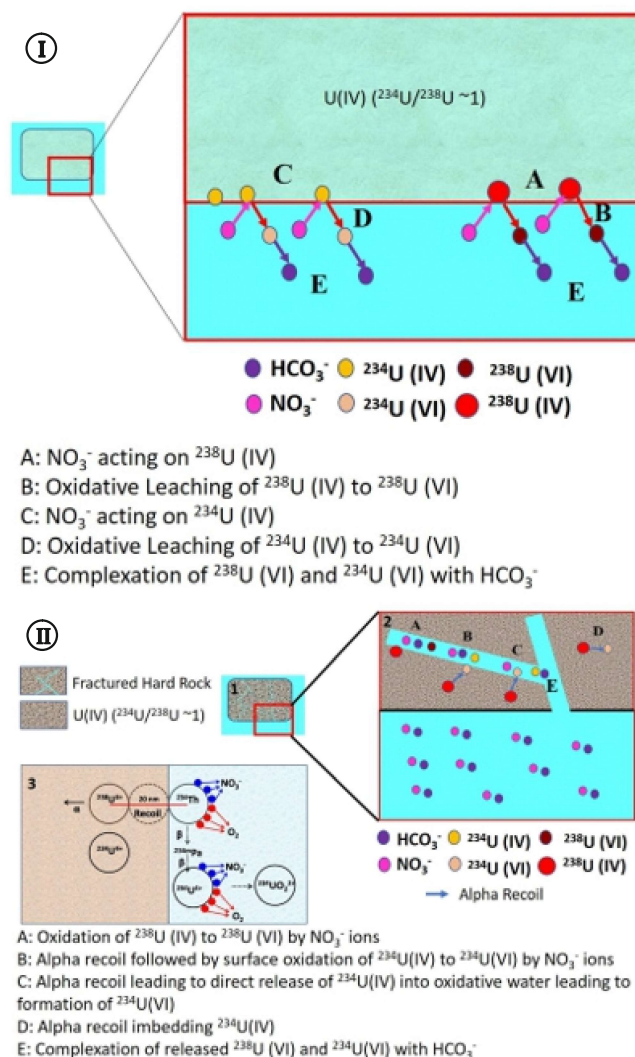 I
U(IV) (²³⁴U/²³⁸U ~1)
C
A
D
B
E
E
HCO₃⁻
²³⁴U (IV)
²³⁸U (VI)
NO₃⁻
²³⁴U (VI)
²³⁸U (IV)
A: NO₃⁻ acting on ²³⁸U (IV)
B: Oxidative Leaching of ²³⁸U (IV) to ²³⁸U (VI)
C: NO₃⁻ acting on ²³⁴U (IV)
D: Oxidative Leaching of ²³⁴U (IV) to ²³⁴U (VI)
E: Complexation of ²³⁸U (VI) and ²³⁴U (VI) with HCO₃⁻
II
2
A
B
C
D
E
Fractured Hard Rock
U(IV) (²³⁴U/²³⁸U ~1)
1
3
α
²³⁸U⁴⁺
20 nm
Recoil
²³⁴Th
NO₃⁻
O₂
β
β
NO₃⁻
²³⁴U⁴⁺
O₂
HCO₃⁻
²³⁴U (IV)
²³⁸U (VI)
NO₃⁻
²³⁴U (VI)
²³⁸U (IV)
Alpha Recoil
A: Oxidation of ²³⁸U (IV) to ²³⁸U (VI) by NO₃⁻ ions
B: Alpha recoil followed by surface oxidation of ²³⁴U(IV) to ²³⁴U(VI) by NO₃⁻ ions
C: Alpha recoil leading to direct release of ²³⁴U(IV) into oxidative water leading to
formation of ²³⁴U(VI)
D: Alpha recoil imbedding ²³⁴U(IV)
E: Complexation of released ²³⁸U (VI) and ²³⁴U(VI) with HCO₃⁻